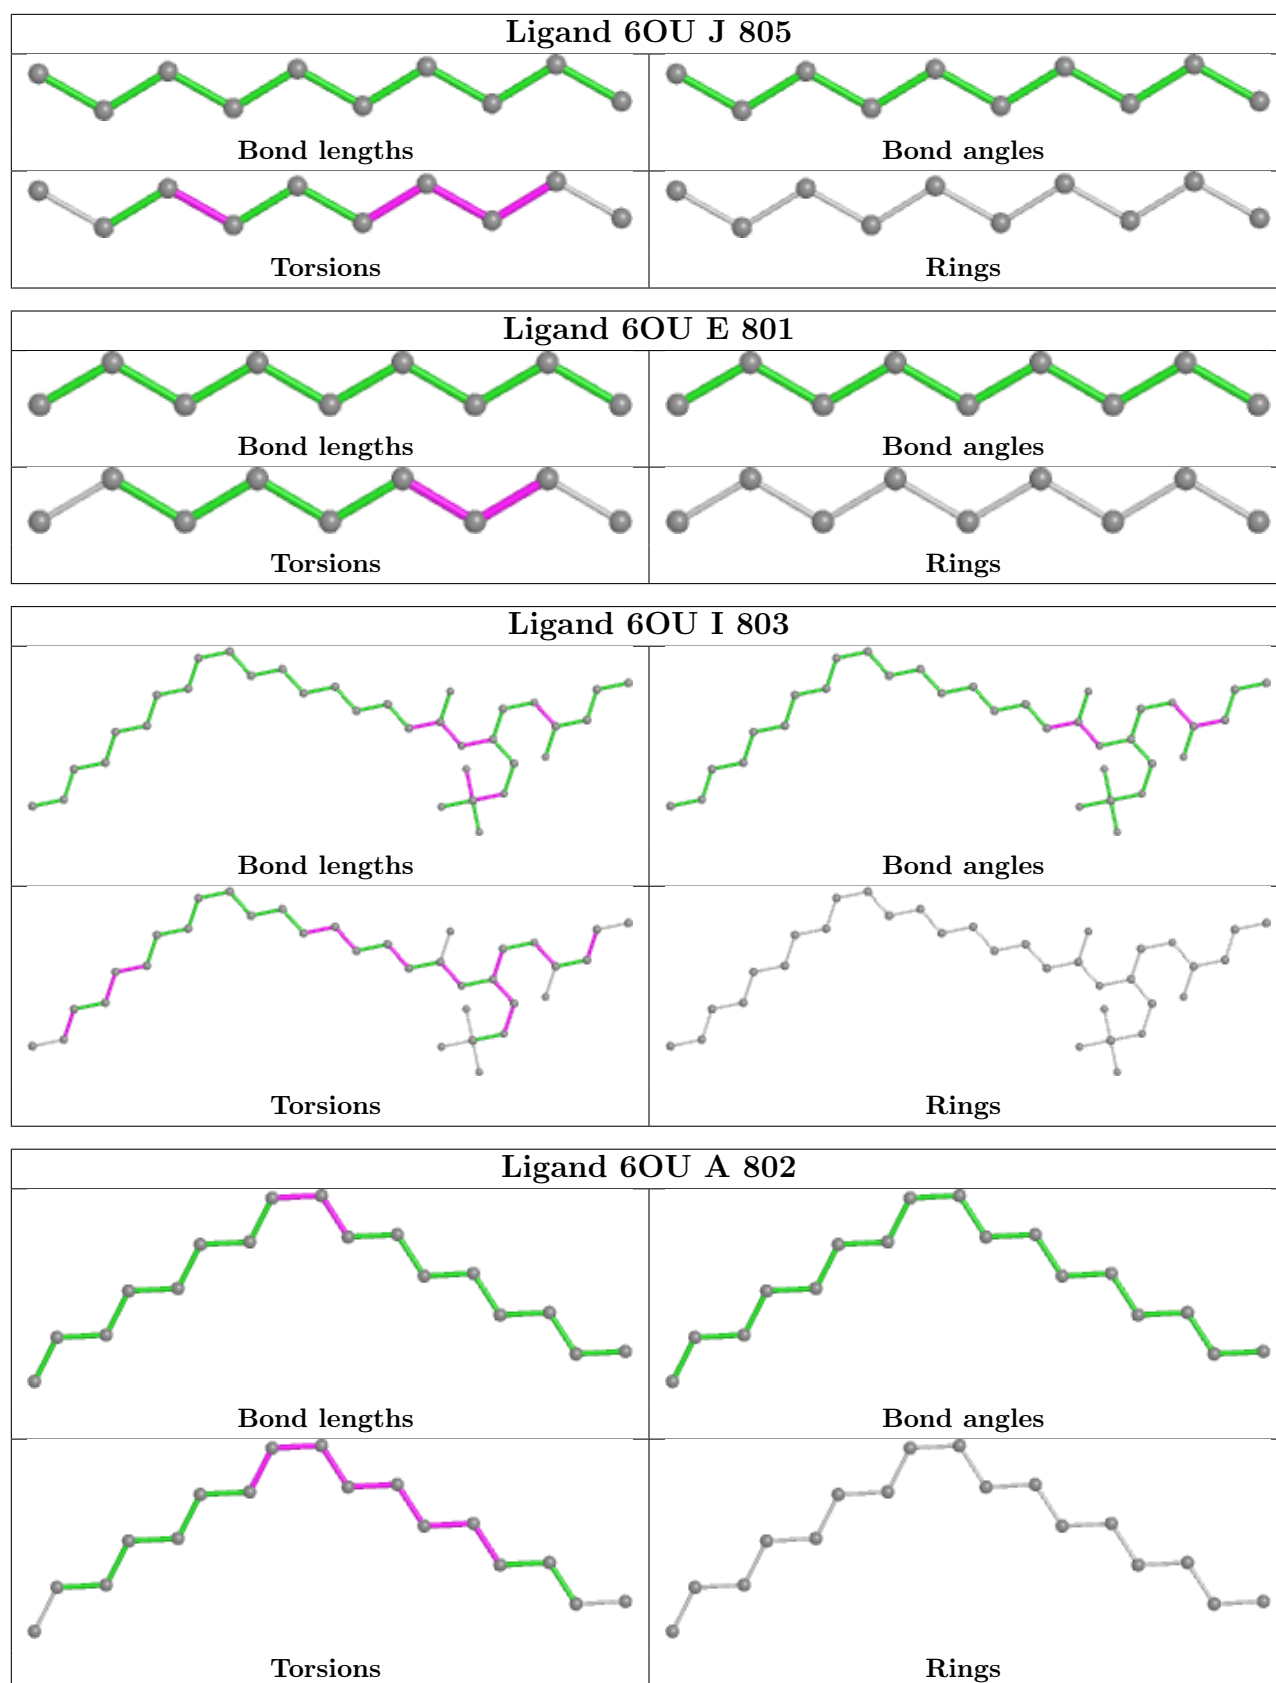 Ligand 6OU J 805
Bond lengths
Bond angles
Torsions
Rings
Ligand 6OU E 801
Bond lengths
Bond angles
Torsions
Rings
Ligand 6OU I 803
Bond lengths
Bond angles
Torsions
Rings
Ligand 6OU A 802
Bond lengths
Bond angles
Torsions
Rings